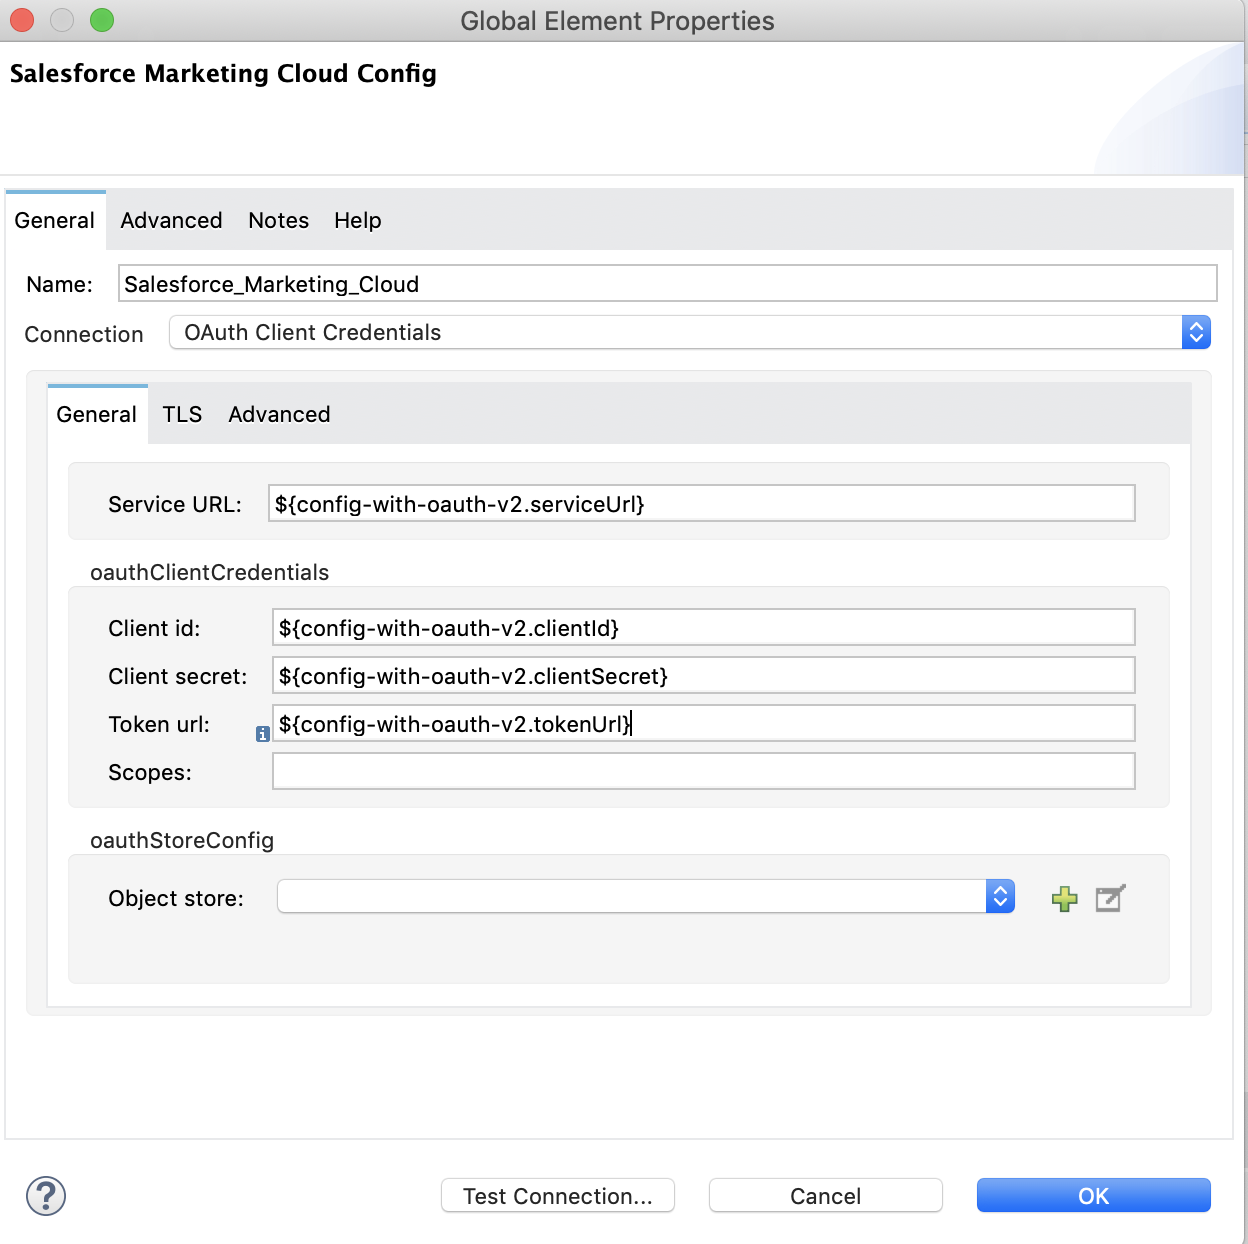 Global Element Properties
Salesforce Marketing Cloud Config
General Advanced Notes Help
Name: Salesforce_Marketing_Cloud
Connection OAuth Client Credentials
General TLS Advanced
Service URL: ${config-with-oauth-v2.serviceUrl}
oauthClientCredentials
Client id: ${config-with-oauth-v2.clientId}
Client secret: ${config-with-oauth-v2.clientSecret}
Token url: ${config-with-oauth-v2.tokenUrl}
Scopes:
oauthStoreConfig
Object store:
Test Connection... Cancel OK